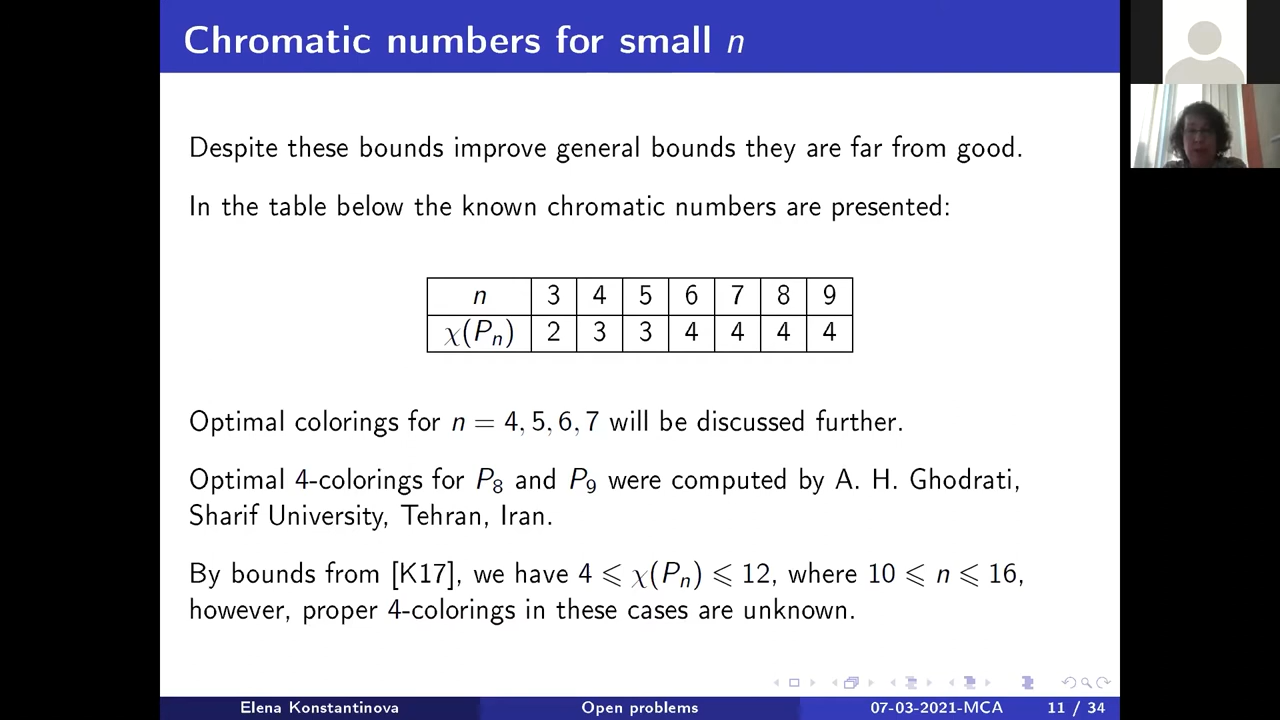 Chromatic numbers for small n
Despite these bounds improve general bounds they are far from good.
In the table below the known chromatic numbers are presented:
n 3 4 5 6 7 8 9
χ(Pₙ) 2 3 3 4 4 4 4
Optimal colorings for n = 4, 5, 6, 7 will be discussed further.
Optimal 4-colorings for P₈ and P₉ were computed by A. H. Ghodrati,
Sharif University, Tehran, Iran.
By bounds from [K17], we have 4 ⩽ χ(Pₙ) ⩽ 12, where 10 ⩽ n ⩽ 16,
however, proper 4-colorings in these cases are unknown.
Elena Konstantinova Open problems 07-03-2021-MCA 11 / 34